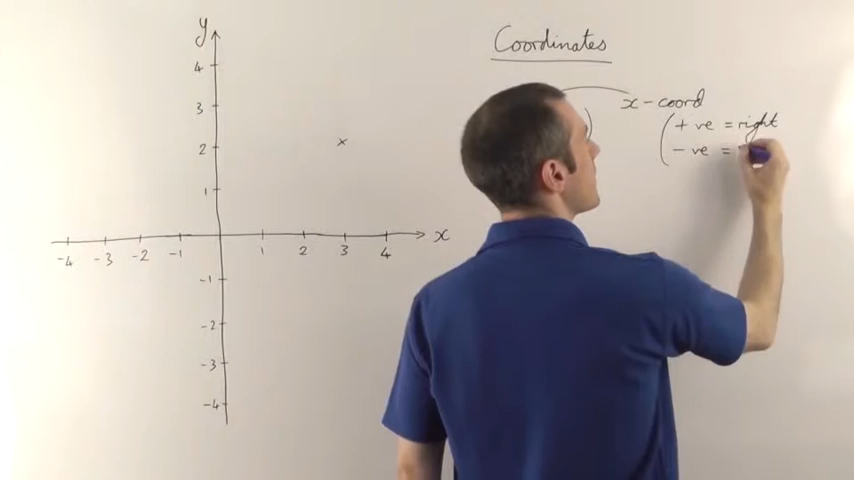 Coordinates
y
4
3
2
1
-4 -3 -2 -1 1 2 3 4 x
-1
-2
-3
-4
x-coord
( +ve = right
-ve =
)